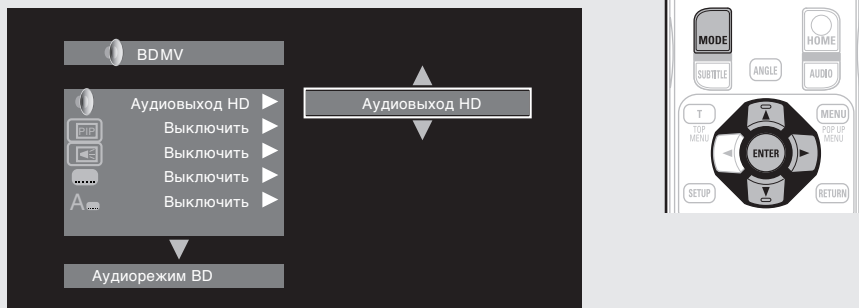 BDMV
Аудиовыход HD
PIP
Выключить
Выключить
Выключить
A
Выключить
Аудиорежим BD
Аудиовыход HD
MODE
HOME
SUBTITLE
ANGLE
AUDIO
T
TOP
MENU
MENU
POP UP
MENU
ENTER
SETUP
RETURN